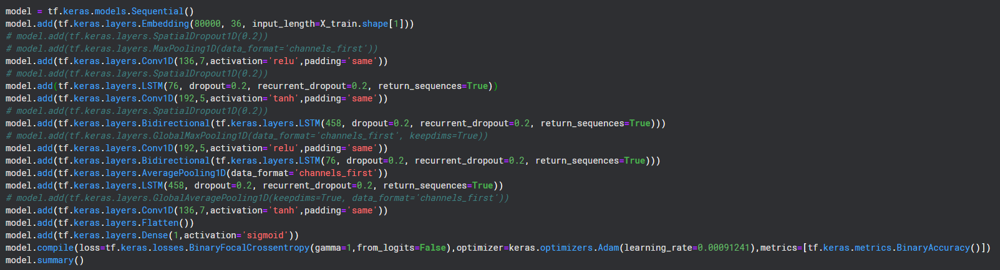 model = tf.keras.models.Sequential()
model.add(tf.keras.layers.Embedding(80000, 36, input_length=X_train.shape[1]))
# model.add(tf.keras.layers.SpatialDropout1D(0.2))
# model.add(tf.keras.layers.MaxPooling1D(data_format='channels_first'))
model.add(tf.keras.layers.Conv1D(136,7,activation='relu',padding='same'))
# model.add(tf.keras.layers.SpatialDropout1D(0.2))
model.add(tf.keras.layers.LSTM(76, dropout=0.2, recurrent_dropout=0.2, return_sequences=True))
model.add(tf.keras.layers.Conv1D(192,5,activation='tanh',padding='same'))
# model.add(tf.keras.layers.SpatialDropout1D(0.2))
model.add(tf.keras.layers.Bidirectional(tf.keras.layers.LSTM(458, dropout=0.2, recurrent_dropout=0.2, return_sequences=True)))
# model.add(tf.keras.layers.GlobalMaxPooling1D(data_format='channels_first', keepdims=True))
model.add(tf.keras.layers.Conv1D(192,5,activation='relu',padding='same'))
model.add(tf.keras.layers.Bidirectional(tf.keras.layers.LSTM(76, dropout=0.2, recurrent_dropout=0.2, return_sequences=True)))
model.add(tf.keras.layers.AveragePooling1D(data_format='channels_first'))
model.add(tf.keras.layers.LSTM(458, dropout=0.2, recurrent_dropout=0.2, return_sequences=True))
# model.add(tf.keras.layers.GlobalAveragePooling1D(keepdims=True, data_format='channels_first'))
model.add(tf.keras.layers.Conv1D(136,7,activation='tanh',padding='same'))
model.add(tf.keras.layers.Flatten())
model.add(tf.keras.layers.Dense(1,activation='sigmoid'))
model.compile(loss=tf.keras.losses.BinaryFocalCrossentropy(gamma=1,from_logits=False),optimizer=keras.optimizers.Adam(learning_rate=0.00091241),metrics=[tf.keras.metrics.BinaryAccuracy()])
model.summary()